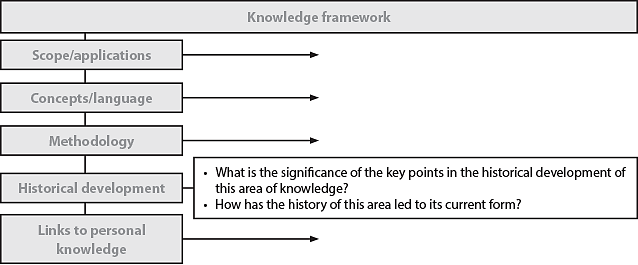 Knowledge framework
Scope/applications
Concepts/language
Methodology
Historical development
• What is the significance of the key points in the historical development of
this area of knowledge?
• How has the history of this area led to its current form?
Links to personal
knowledge